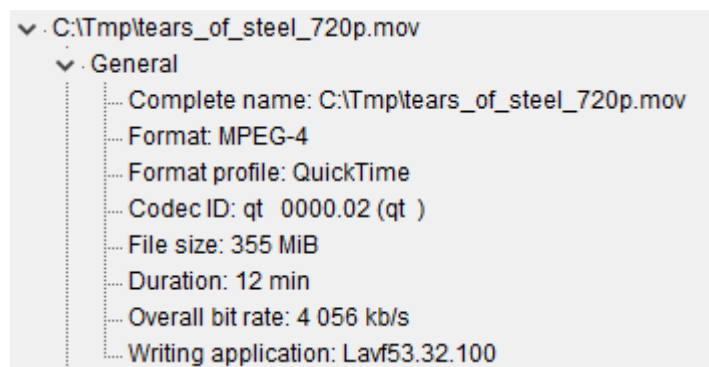 C:\Tmp\tears_of_steel_720p.mov
General
Complete name: C:\Tmp\tears_of_steel_720p.mov
Format: MPEG-4
Format profile: QuickTime
Codec ID: qt   0000.02 (qt  )
File size: 355 MiB
Duration: 12 min
Overall bit rate: 4 056 kb/s
Writing application: Lavf53.32.100